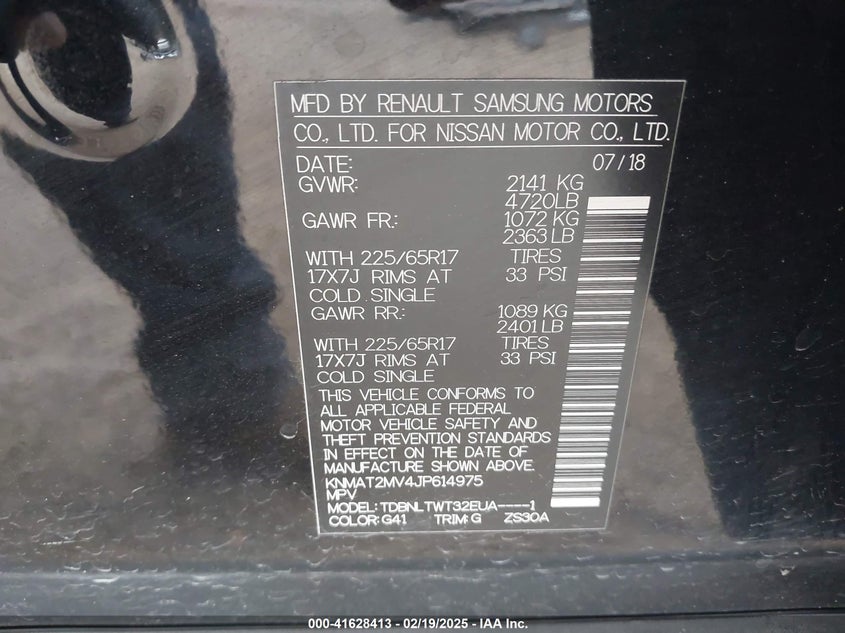 MFD BY RENAULT SAMSUNG MOTORS
CO., LTD. FOR NISSAN MOTOR CO., LTD.
DATE: 07/18
GVWR: 2141 KG
4720LB
GAWR FR.: 1072 KG
2363 LB
WITH 225/65R17 TIRES
17X7J RIMS AT 33 PSI
COLD SINGLE
GAWR RR.: 1089 KG
2401 LB
WITH 225/65R17 TIRES
17X7J RIMS AT 33 PSI
COLD SINGLE
THIS VEHICLE CONFORMS TO
ALL APPLICABLE FEDERAL
MOTOR VEHICLE SAFETY AND
THEFT PREVENTION STANDARDS
IN EFFECT ON THE DATE OF
MANUFACTURE SHOWN ABOVE.
KNMAT2MV4JP614975
MPV
MODEL: TDBNLTWT32EUA----1
COLOR: G41 TRIM: G ZS30A
000-41628413 - 02/19/2025 - IAA Inc.